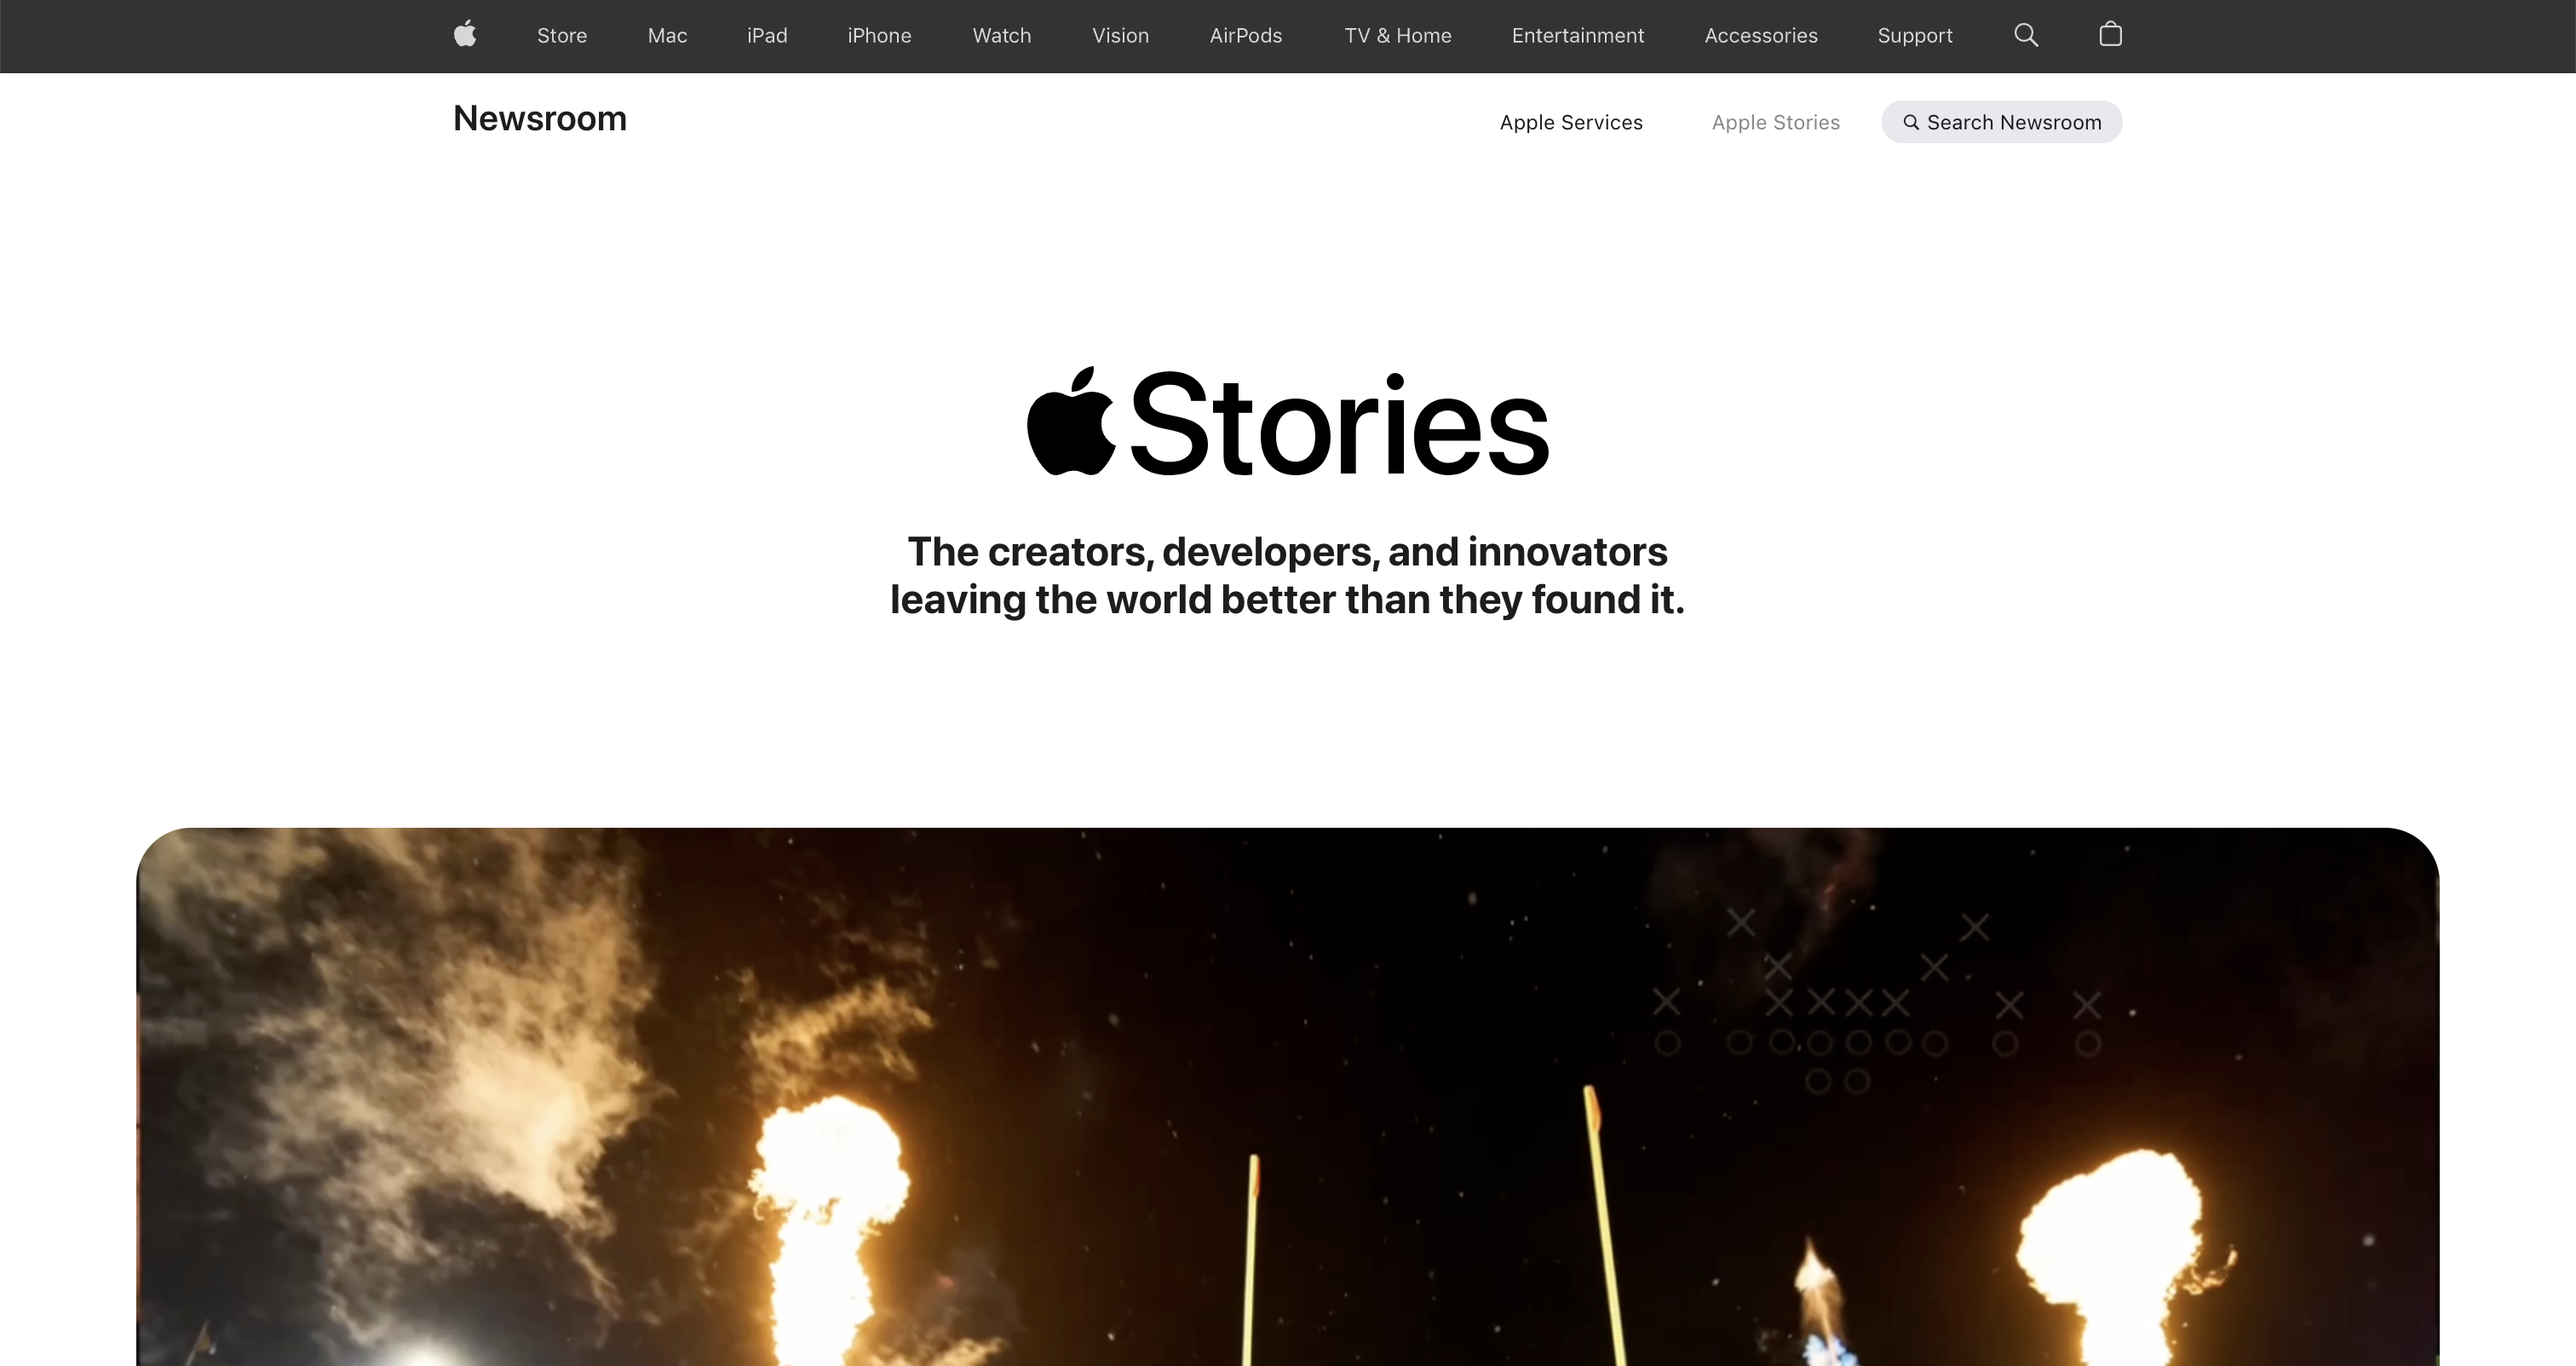 Store Mac iPad iPhone Watch Vision AirPods TV & Home Entertainment Accessories Support
Newsroom
Apple Services Apple Stories Search Newsroom
Stories
The creators, developers, and innovators
leaving the world better than they found it.